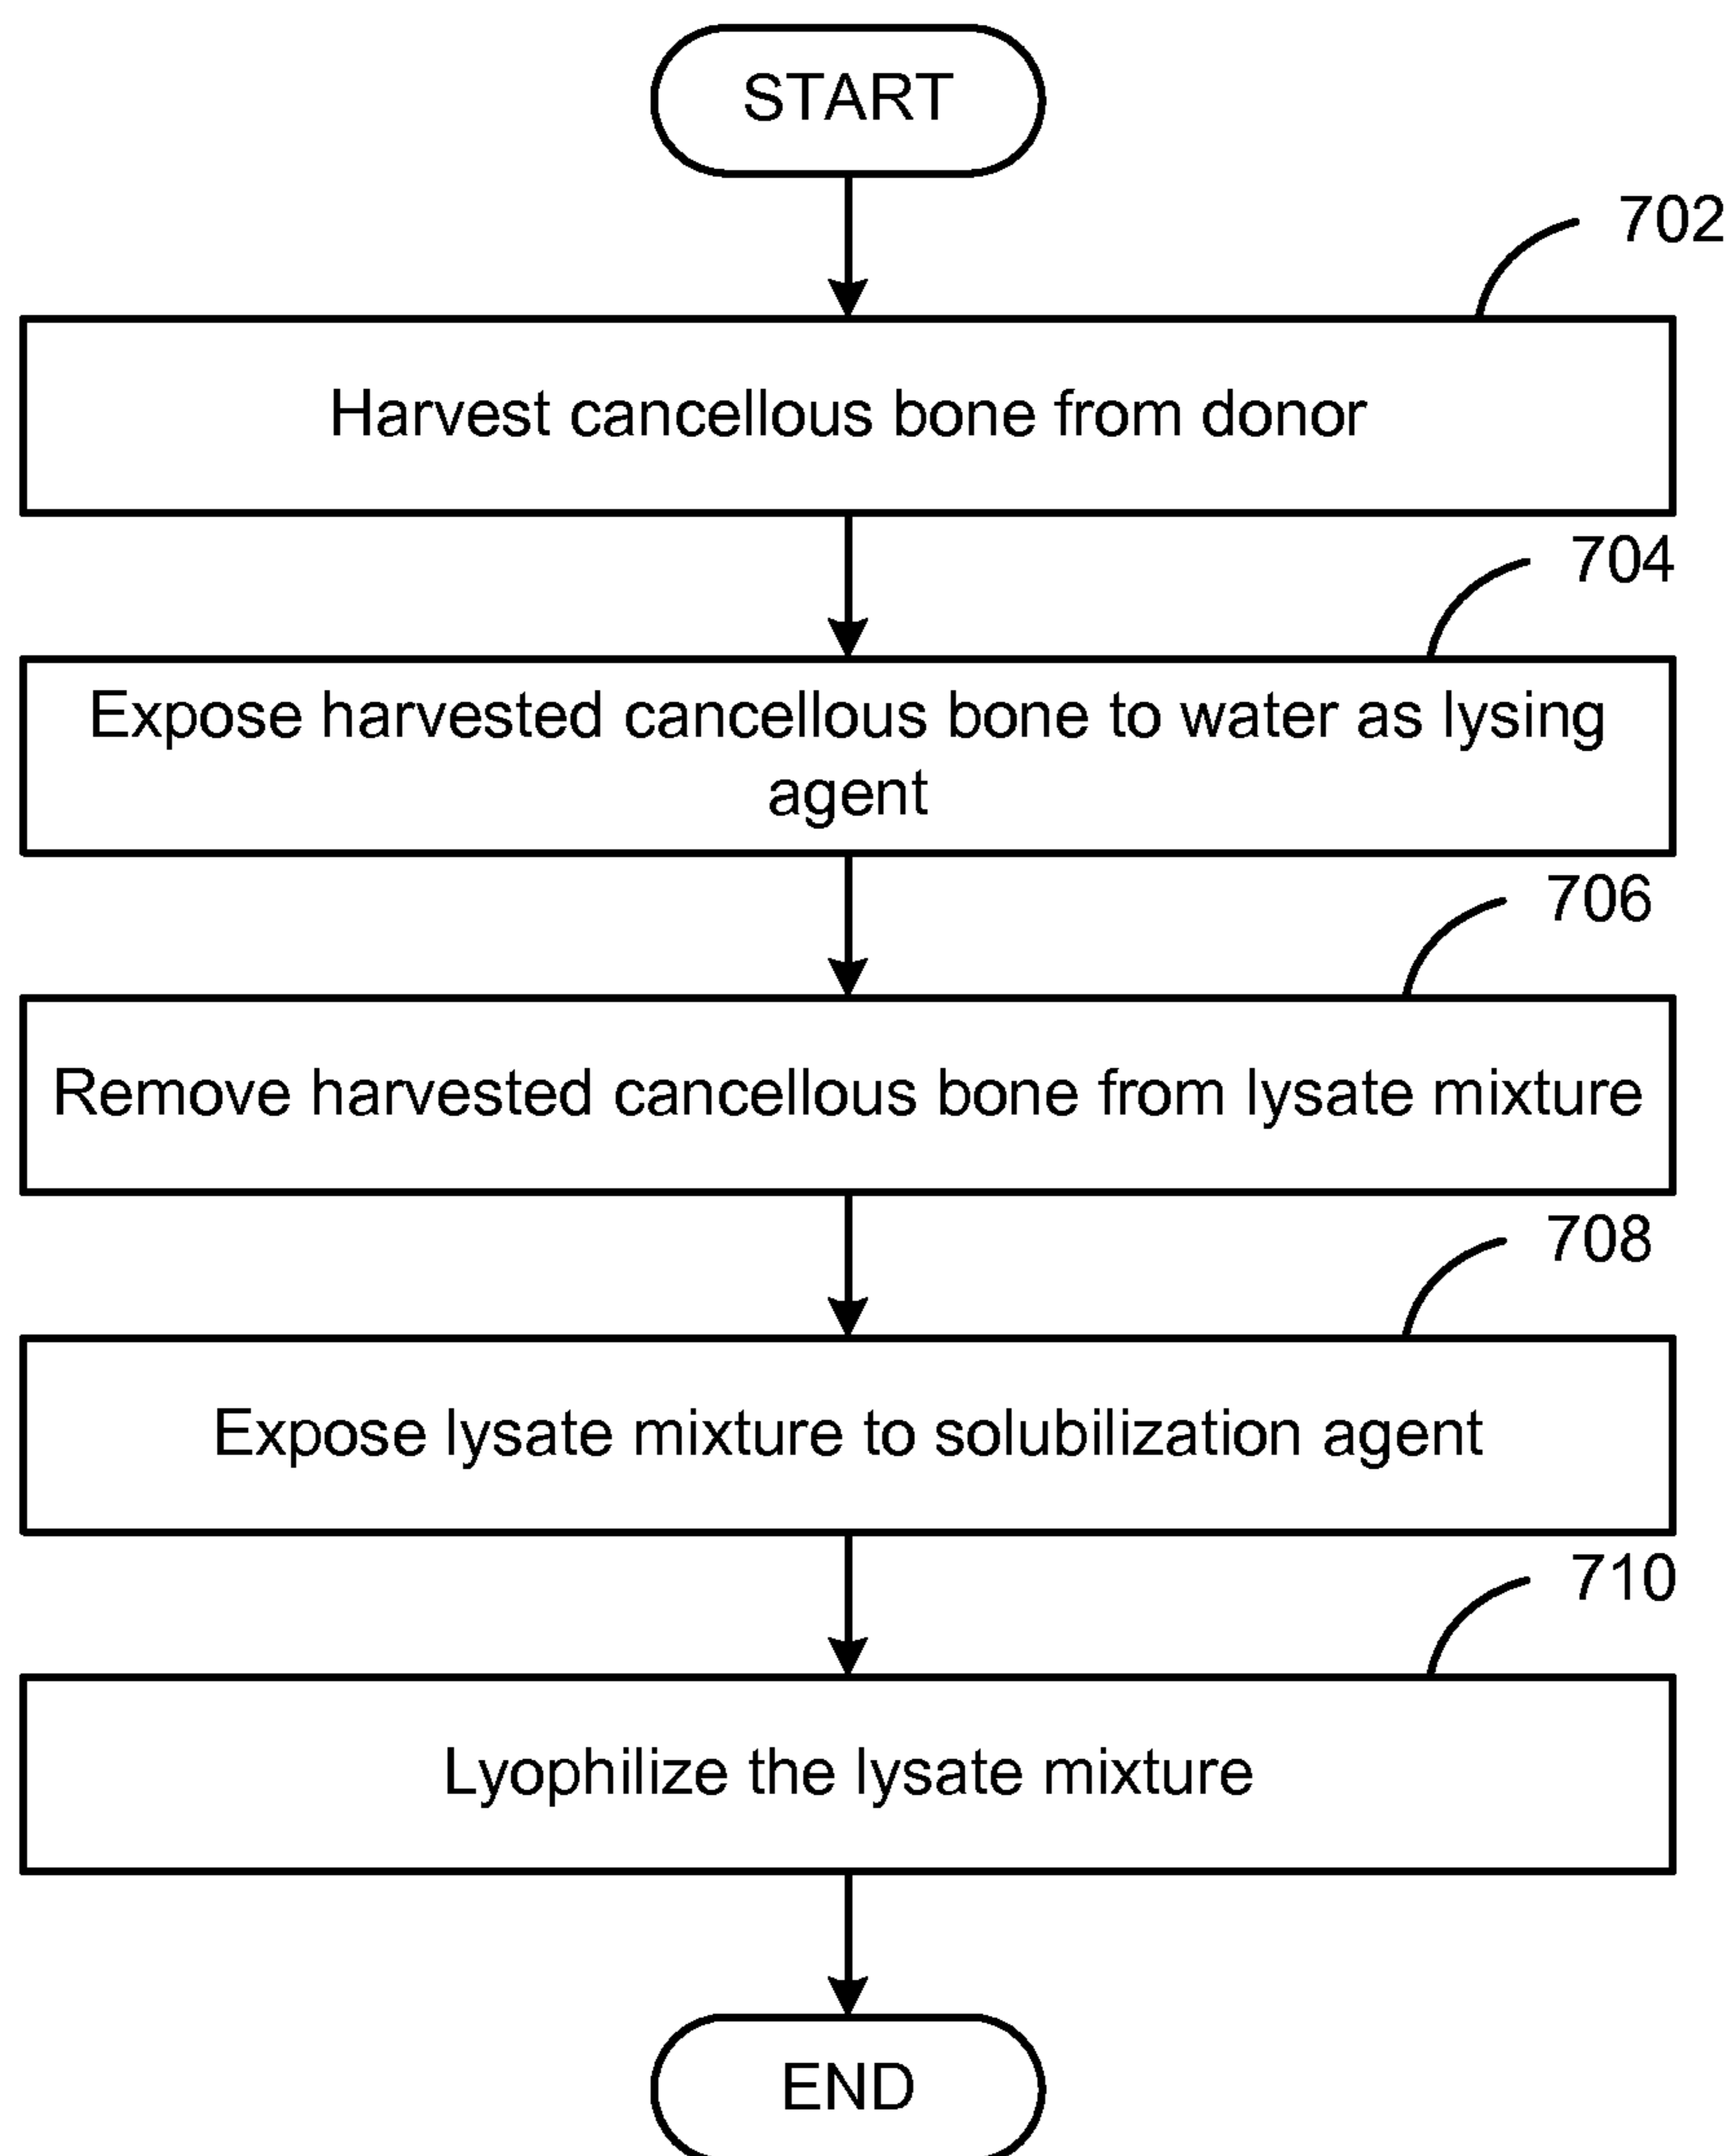 START
702
Harvest cancellous bone from donor
704
Expose harvested cancellous bone to water as lysing
agent
706
Remove harvested cancellous bone from lysate mixture
708
Expose lysate mixture to solubilization agent
710
Lyophilize the lysate mixture
END